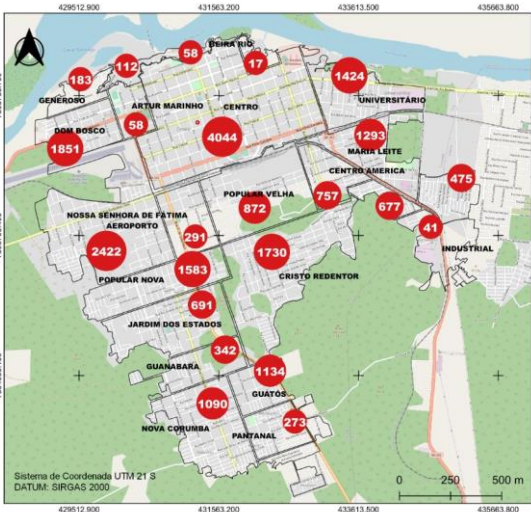 429512.900 431563.200 433613.500 435663.800
BEIRA RIO
58
17
112
1424
183
GENEROSO
UNIVERSITÁRIO
ARTUR MARINHO
CENTRO
DOM BOSCO
58
4044
1293
1851
MARIA LEITE
CENTRO AMERICA
475
POPULAR VELHA
757
677
872
NOSSA SENHORA DE FÁTIMA
AEROPORTO
41
291
2422
1730
INDUSTRIAL
1583
POPULAR NOVA
CRISTO REDENTOR
691
JARDIM DOS ESTADOS
342
GUANABARA
1134
GUATÓS
1090
273
NOVA CORUMBA
PANTANAL
Sistema de Coordenada UTM 21 S
DATUM: SIRGAS 2000
0 250 500 m
429512.900 431563.200 433613.500 435663.800